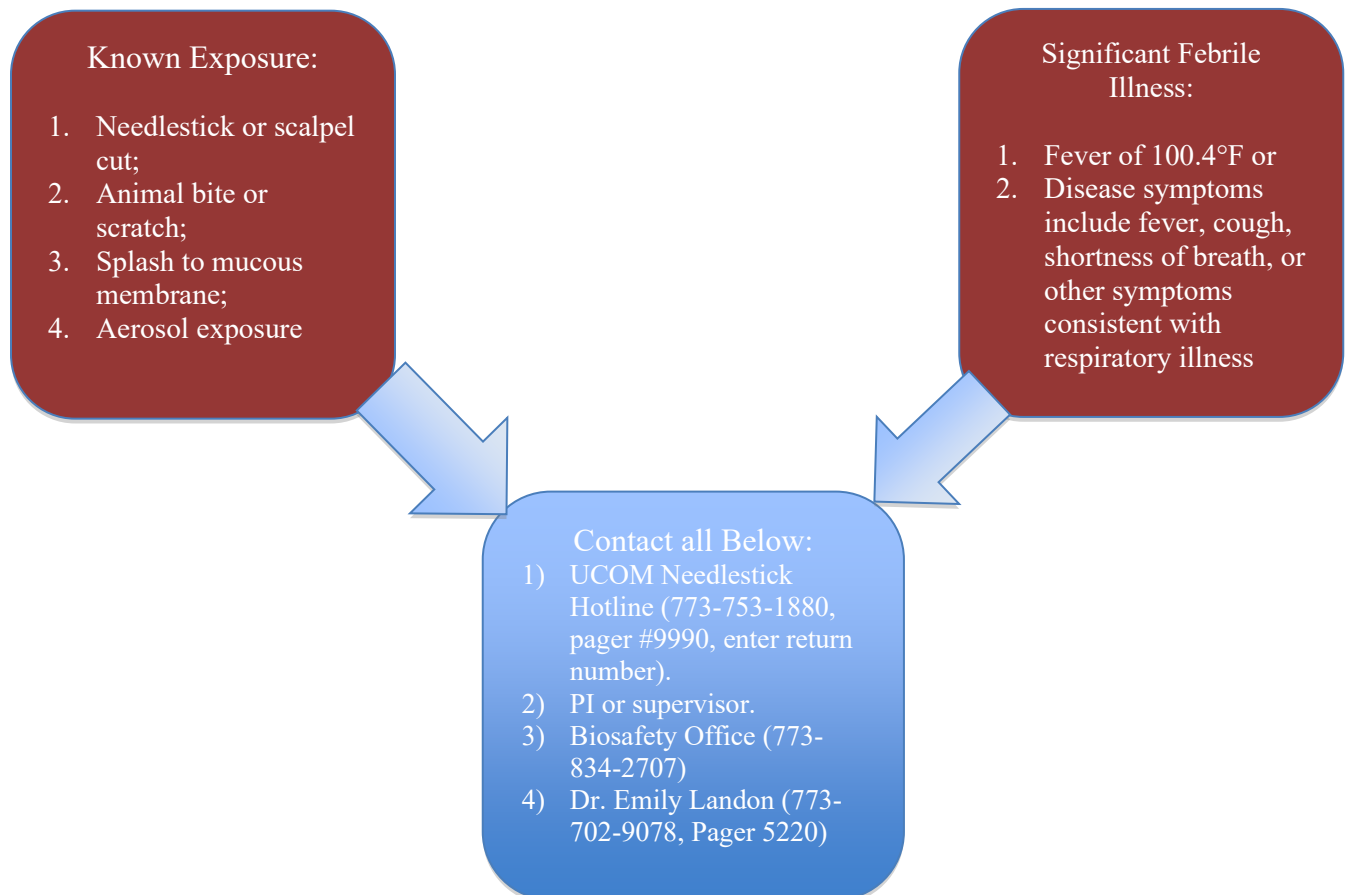 Known Exposure:
1. Needlestick or scalpel
cut;
2. Animal bite or
scratch;
3. Splash to mucous
membrane;
4. Aerosol exposure
Significant Febrile
Illness:
1. Fever of 100.4°F or
2. Disease symptoms
include fever, cough,
shortness of breath, or
other symptoms
consistent with
respiratory illness
Contact all Below:
1) UCOM Needlestick
Hotline (773-753-1880,
pager #9990, enter return
number).
2) PI or supervisor.
3) Biosafety Office (773-
834-2707)
4) Dr. Emily Landon (773-
702-9078, Pager 5220)